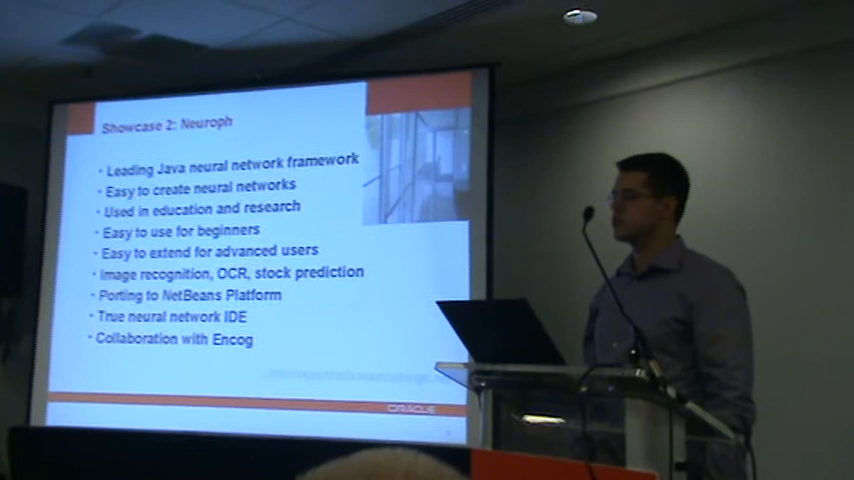 Showcase 2: Neuroph
• Leading Java neural network framework
• Easy to create neural networks
• Used in education and research
• Easy to use for beginners
• Easy to extend for advanced users
• Image recognition, OCR, stock prediction
• Porting to NetBeans Platform
• True neural network IDE
• Collaboration with Encog
ORACLE